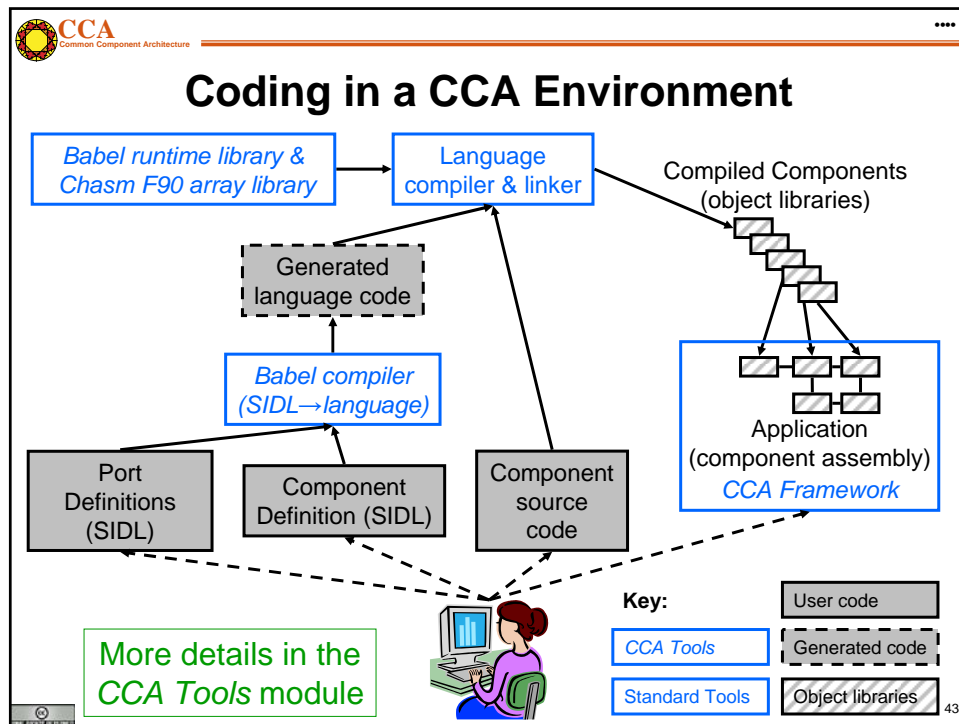 CCA
Common Component Architecture
Coding in a CCA Environment
Babel runtime library &
Chasm F90 array library
Language
compiler & linker
Compiled Components
(object libraries)
Generated
language code
Babel compiler
(SIDL→language)
Application
(component assembly)
CCA Framework
Port
Definitions
(SIDL)
Component
Definition (SIDL)
Component
source
code
Key:
User code
CCA Tools
Generated code
Standard Tools
Object libraries
More details in the
CCA Tools module
cc
43